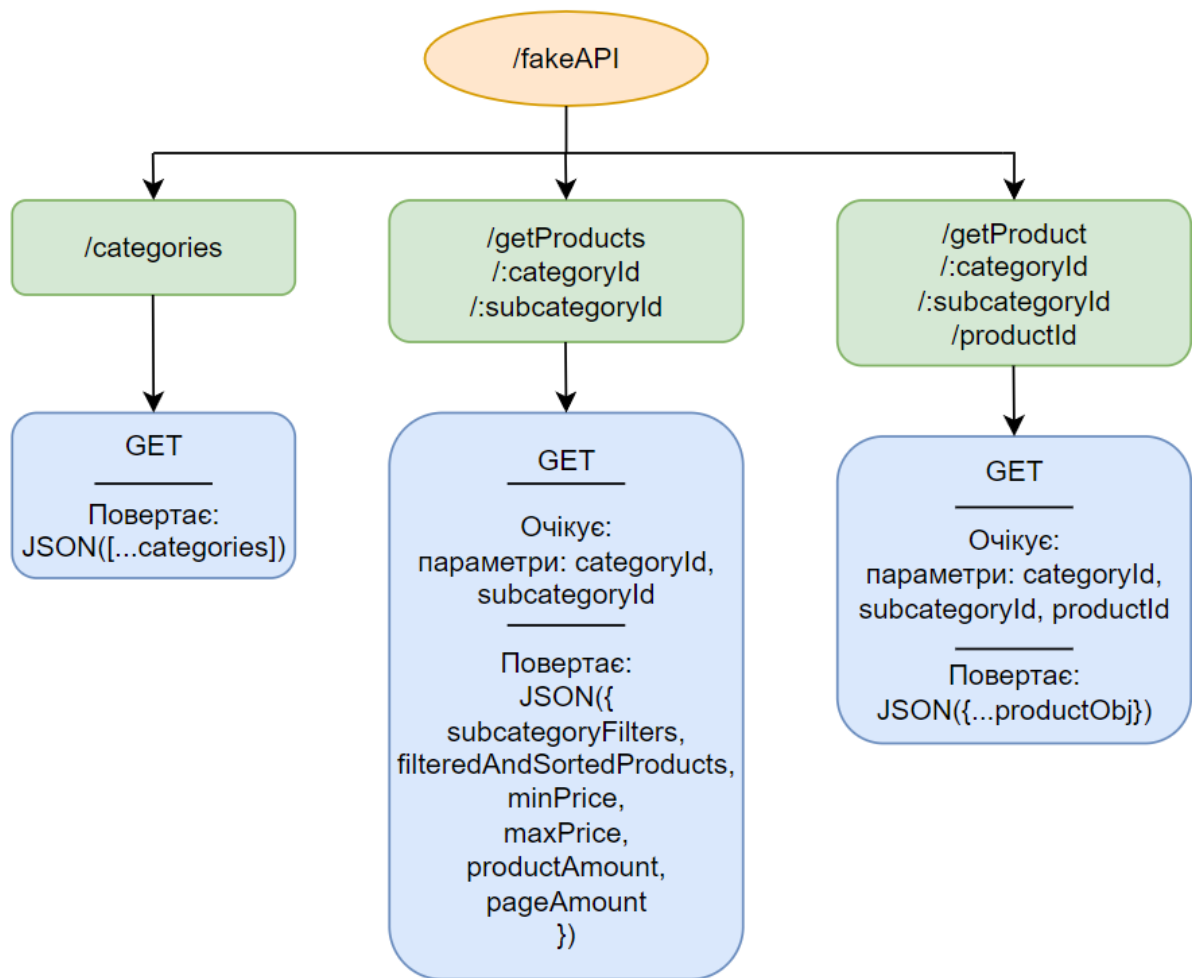 /fakeAPI
/categories
/getProducts
/:categoryId
/:subcategoryId
/getProduct
/:categoryId
/:subcategoryId
/productId
GET
Повертає:
JSON([...categories])
GET
Очікує:
параметри: categoryId,
subcategoryId
Повертає:
JSON({
subcategoryFilters,
filteredAndSortedProducts,
minPrice,
maxPrice,
productAmount,
pageAmount
})
GET
Очікує:
параметри: categoryId,
subcategoryId, productId
Повертає:
JSON({...productObj})